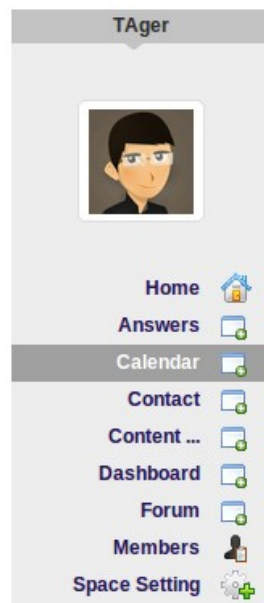 TAger
Home
Answers
Calendar
Contact
Content ...
Dashboard
Forum
Members
Space Setting